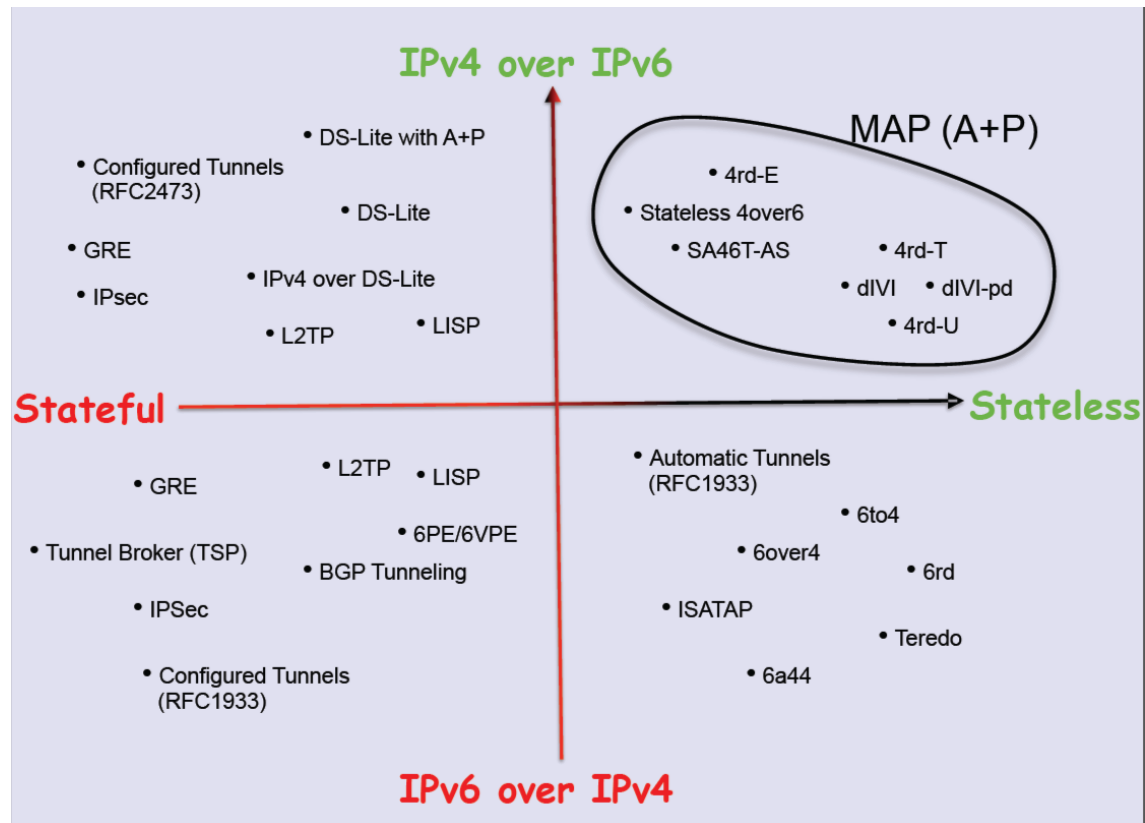 IPv4 over IPv6
MAP (A+P)
• DS-Lite with A+P
• Configured Tunnels
(RFC2473)
• 4rd-E
• DS-Lite
• Stateless 4over6
• GRE
• SA46T-AS
• 4rd-T
• IPv4 over DS-Lite
• IPsec
• dIVI
• dIVI-pd
• L2TP
• LISP
• 4rd-U
Stateful
Stateless
• L2TP
• LISP
• Automatic Tunnels
(RFC1933)
• GRE
• 6to4
• 6PE/6VPE
• Tunnel Broker (TSP)
• 6over4
• BGP Tunneling
• 6rd
• IPSec
• ISATAP
• Teredo
• Configured Tunnels
(RFC1933)
• 6a44
IPv6 over IPv4